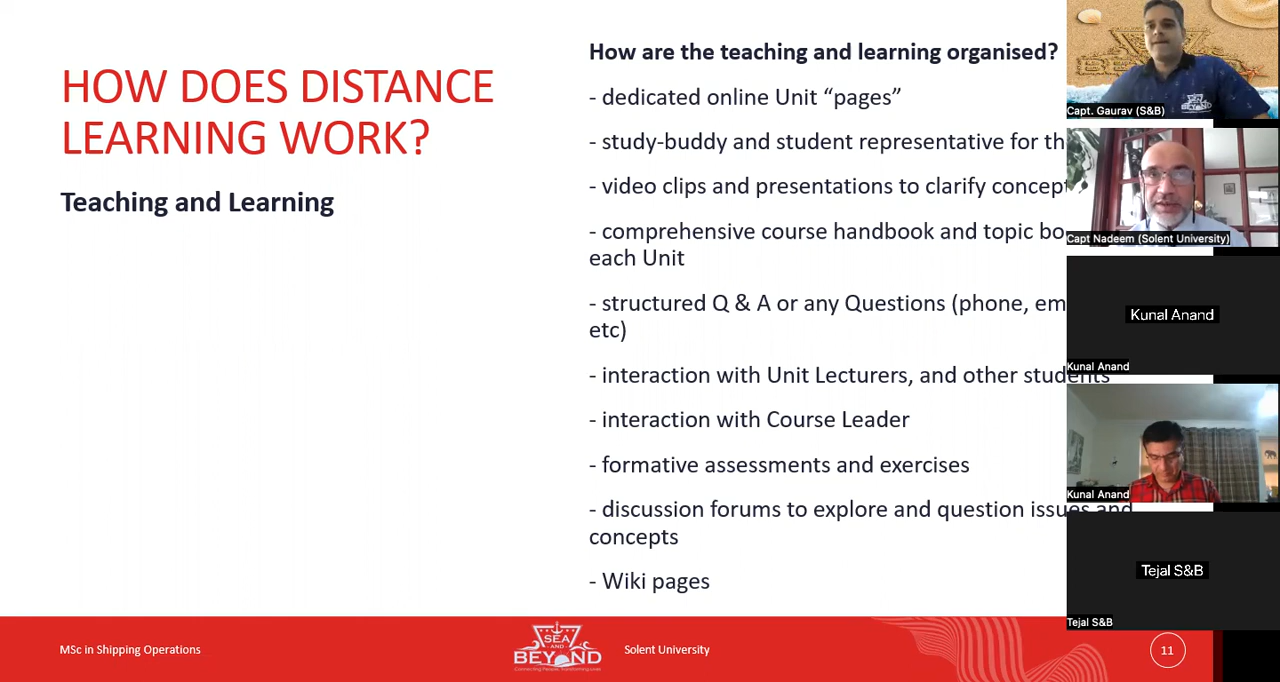 HOW DOES DISTANCE
LEARNING WORK?
Teaching and Learning
How are the teaching and learning organised?
- dedicated online Unit “pages”
- study-buddy and student representative for
- video clips and presentations to clarify
- comprehensive course handbook and topic
each Unit
- structured Q & A or any Questions (phone,
etc)
- interaction with Unit Lecturers, and other students
- interaction with Course Leader
- formative assessments and exercises
- discussion forums to explore and question issues and
concepts
- Wiki pages
MSc in Shipping Operations
SEA
AND
BEYOND
Solent University
11
Capt. Gaurav (S&B)
Capt Nadeem (Solent University)
Kunal Anand
Kunal Anand
Kunal Anand
Tejal S&B
Tejal S&B